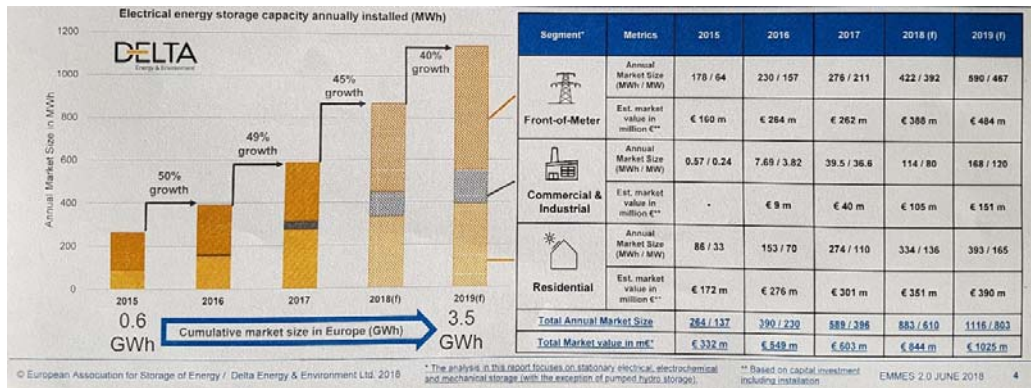 Electrical energy storage capacity annually installed (MWh)
DELTA
Energy & Environment
Annual Market Size in MWh
1200
1000
800
600
400
200
0
50%
growth
49%
growth
45%
growth
40%
growth
2015
2016
2017
2018(f)
2019(f)
0.6
GWh
Cumulative market size in Europe (GWh)
3.5
GWh
Segment* Metrics 2015 2016 2017 2018 (f) 2019 (f)
Front-of-Meter
Annual
Market Size
(MWh / MW)
178 / 64 230 / 157 276 / 211 422 / 392 590 / 467
Est. market
value in
million €**
€ 160 m € 264 m € 262 m € 388 m € 484 m
Commercial &
Industrial
Annual
Market Size
(MWh / MW)
0.57 / 0.24 7.69 / 3.82 39.5 / 36.6 114 / 80 168 / 120
Est. market
value in
million €**
- € 9 m € 40 m € 105 m € 151 m
Residential
Annual
Market Size
(MWh / MW)
86 / 33 153 / 70 274 / 110 334 / 136 393 / 165
Est. market
value in
million €**
€ 172 m € 276 m € 301 m € 351 m € 390 m
Total Annual Market Size 264 / 137 390 / 230 589 / 396 883 / 610 1116 / 803
Total Market value in m€* € 332 m € 549 m € 603 m € 844 m € 1025 m
© European Association for Storage of Energy / Delta Energy & Environment Ltd. 2018
* The analysis in this report focuses on stationary electrical, electrochemical
and mechanical storage (with the exception of pumped hydro storage).
** Based on capital investment
including installation
EMMES 2.0 JUNE 2018 4